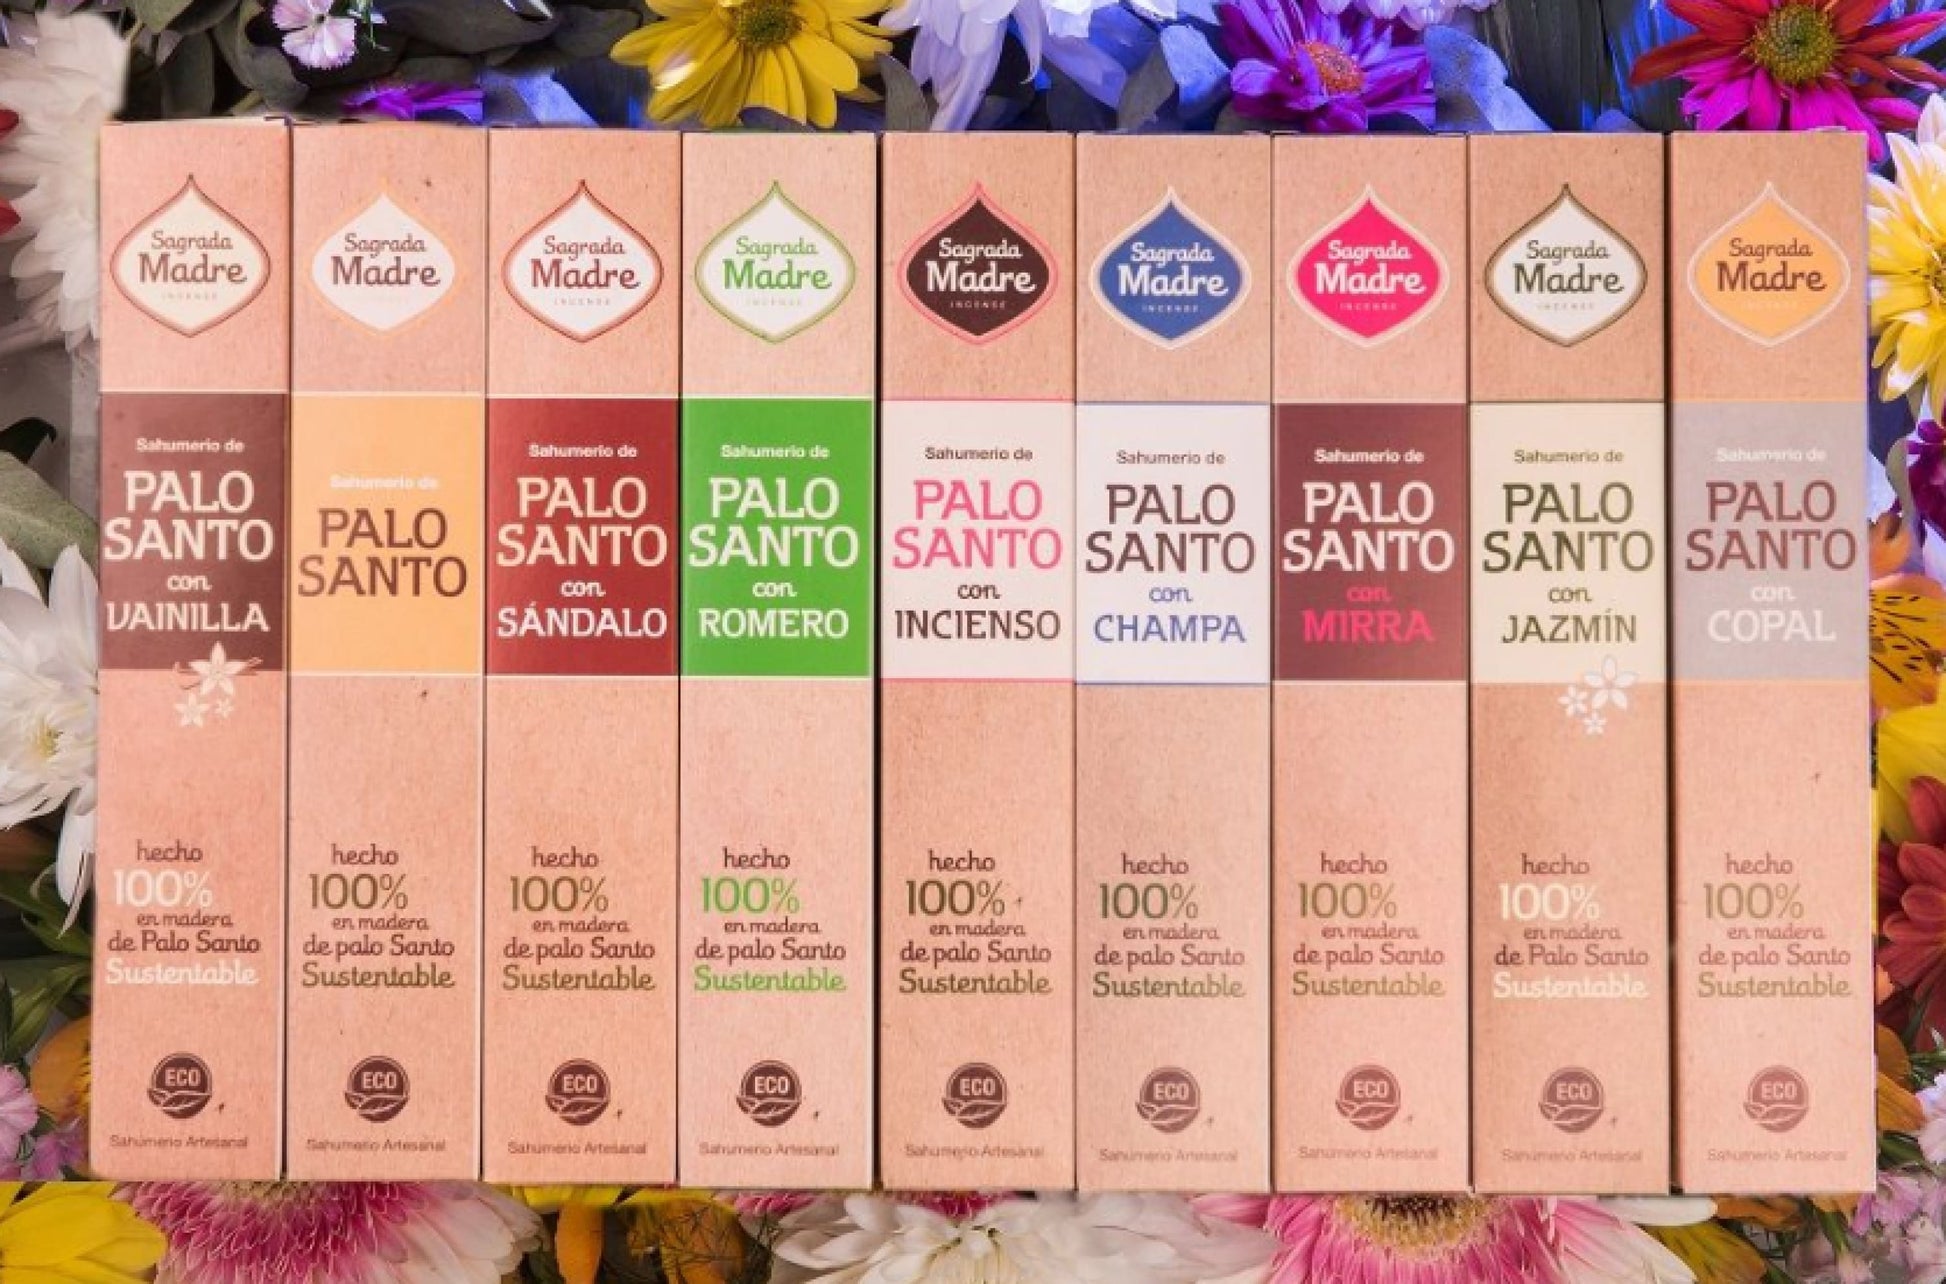 Sagrada
Madre
INCENSE
Sahumerio de
PALO
SANTO
con
VAINILLA
hecho
100%
en madera
de Palo Santo
Sustentable
ECO
Sahumerio Artesanal
Sagrada
Madre
Sahumerio de
PALO
SANTO
hecho
100%
en madera
de palo Santo
Sustentable
ECO
Sahumerio Artesanal
Sagrada
Madre
INCENSE
Sahumerio de
PALO
SANTO
con
SÁNDALO
hecho
100%
en madera
de palo Santo
Sustentable
ECO
Sahumerio Artesanal
Sagrada
Madre
INCENSE
Sahumerio de
PALO
SANTO
con
ROMERO
hecho
100%
en madera
de palo Santo
Sustentable
ECO
Sahumerio Artesanal
Sagrada
Madre
INCENSE
Sahumerio de
PALO
SANTO
con
INCIENSO
hecho
100%
en madera
de palo Santo
Sustentable
ECO
Sahumerio Artesanal
Sagrada
Madre
INCENSE
Sahumerio de
PALO
SANTO
con
CHAMPA
hecho
100%
en madera
de palo Santo
Sustentable
ECO
Sahumerio Artesanal
Sagrada
Madre
INCENSE
Sahumerio de
PALO
SANTO
con
MIRRA
hecho
100%
en madera
de palo Santo
Sustentable
ECO
Sahumerio Artesanal
Sagrada
Madre
INCENSE
Sahumerio de
PALO
SANTO
con
JAZMÍN
hecho
100%
en madera
de Palo Santo
Sustentable
ECO
Sahumerio Artesanal
Sagrada
Madre
Sahumerio de
PALO
SANTO
con
COPAL
hecho
100%
en madera
de palo Santo
Sustentable
ECO
Sahumerio Artesanal